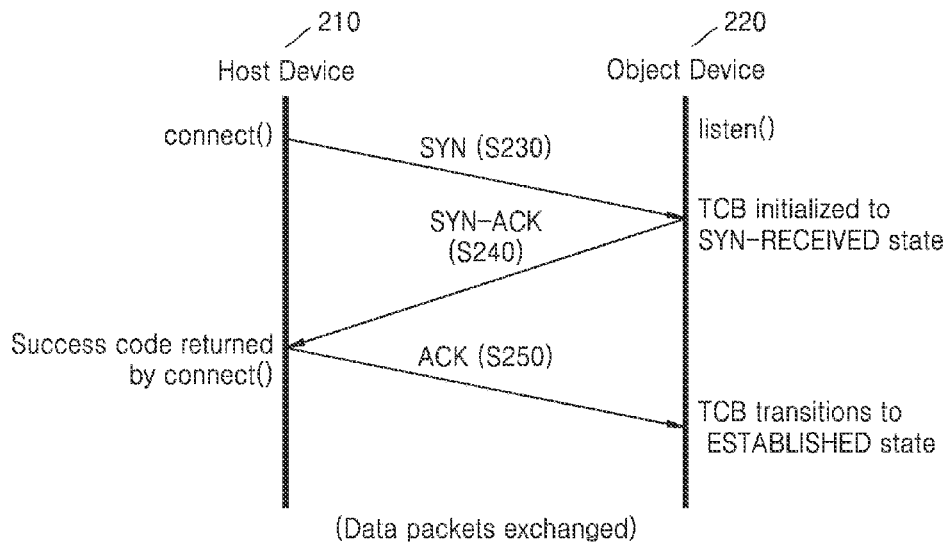 210
220
Host Device
Object Device
connect()
listen()
SYN (S230)
SYN-ACK
(S240)
TCB initialized to
SYN-RECEIVED state
Success code returned
by connect()
ACK (S250)
TCB transitions to
ESTABLISHED state
(Data packets exchanged)